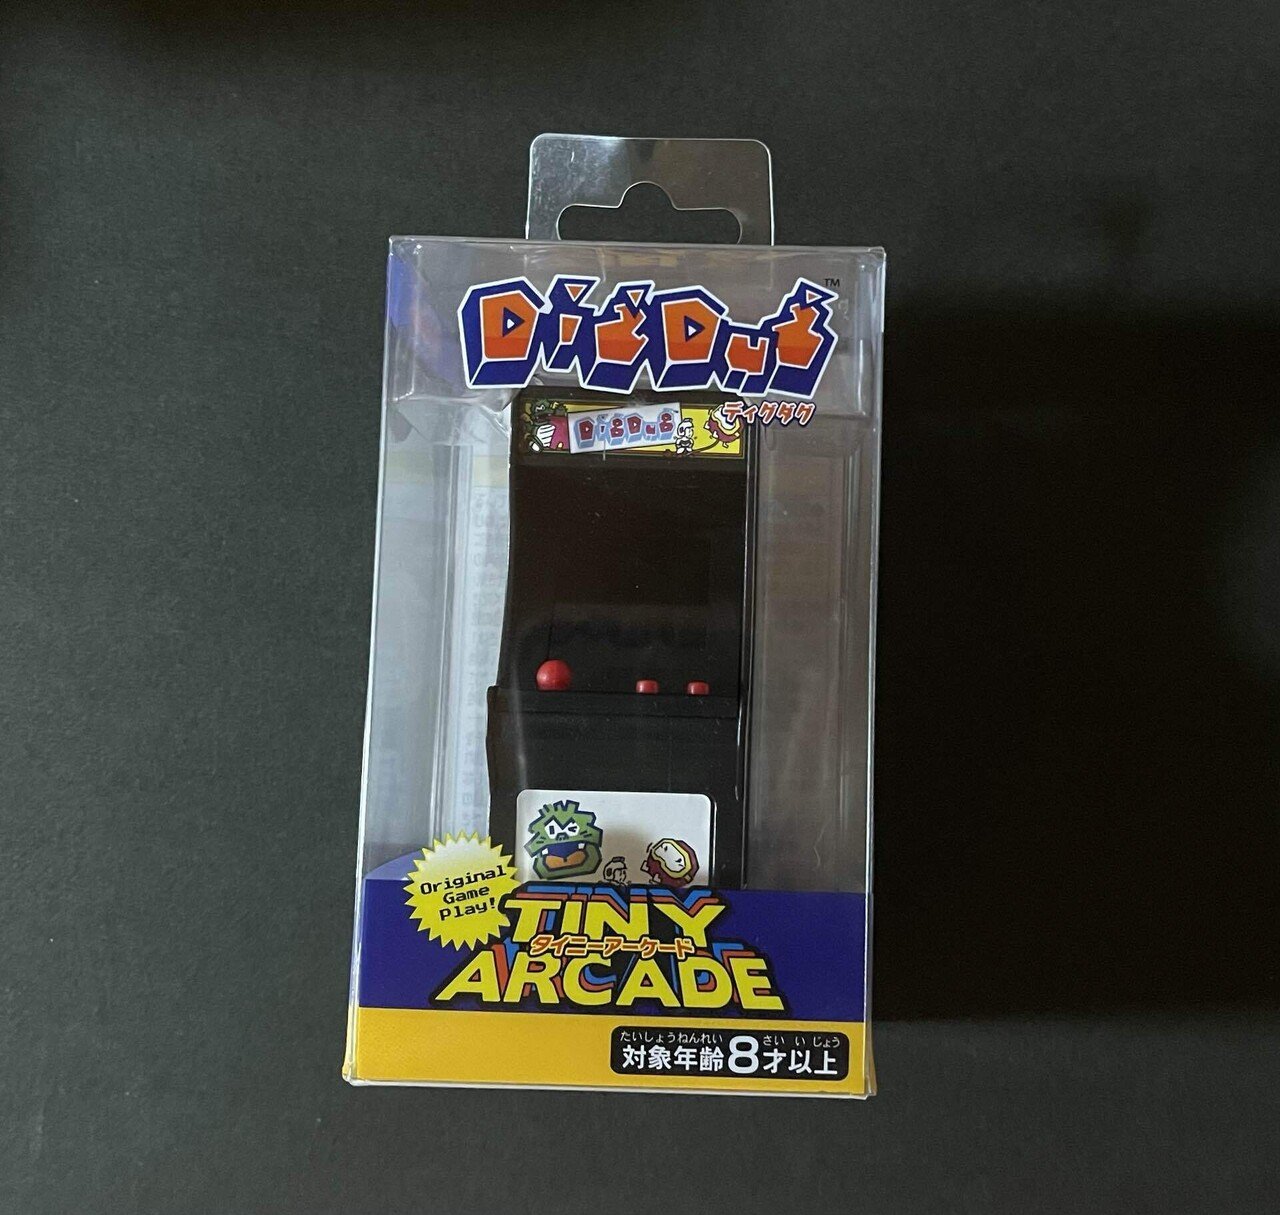 DIG DUG™
ディグダグ
DIG DUG
Original
Game
Play!
TINY
タイニーアーケード
ARCADE
たいしょうねんれい さい い じょう
対象年齢8才以上